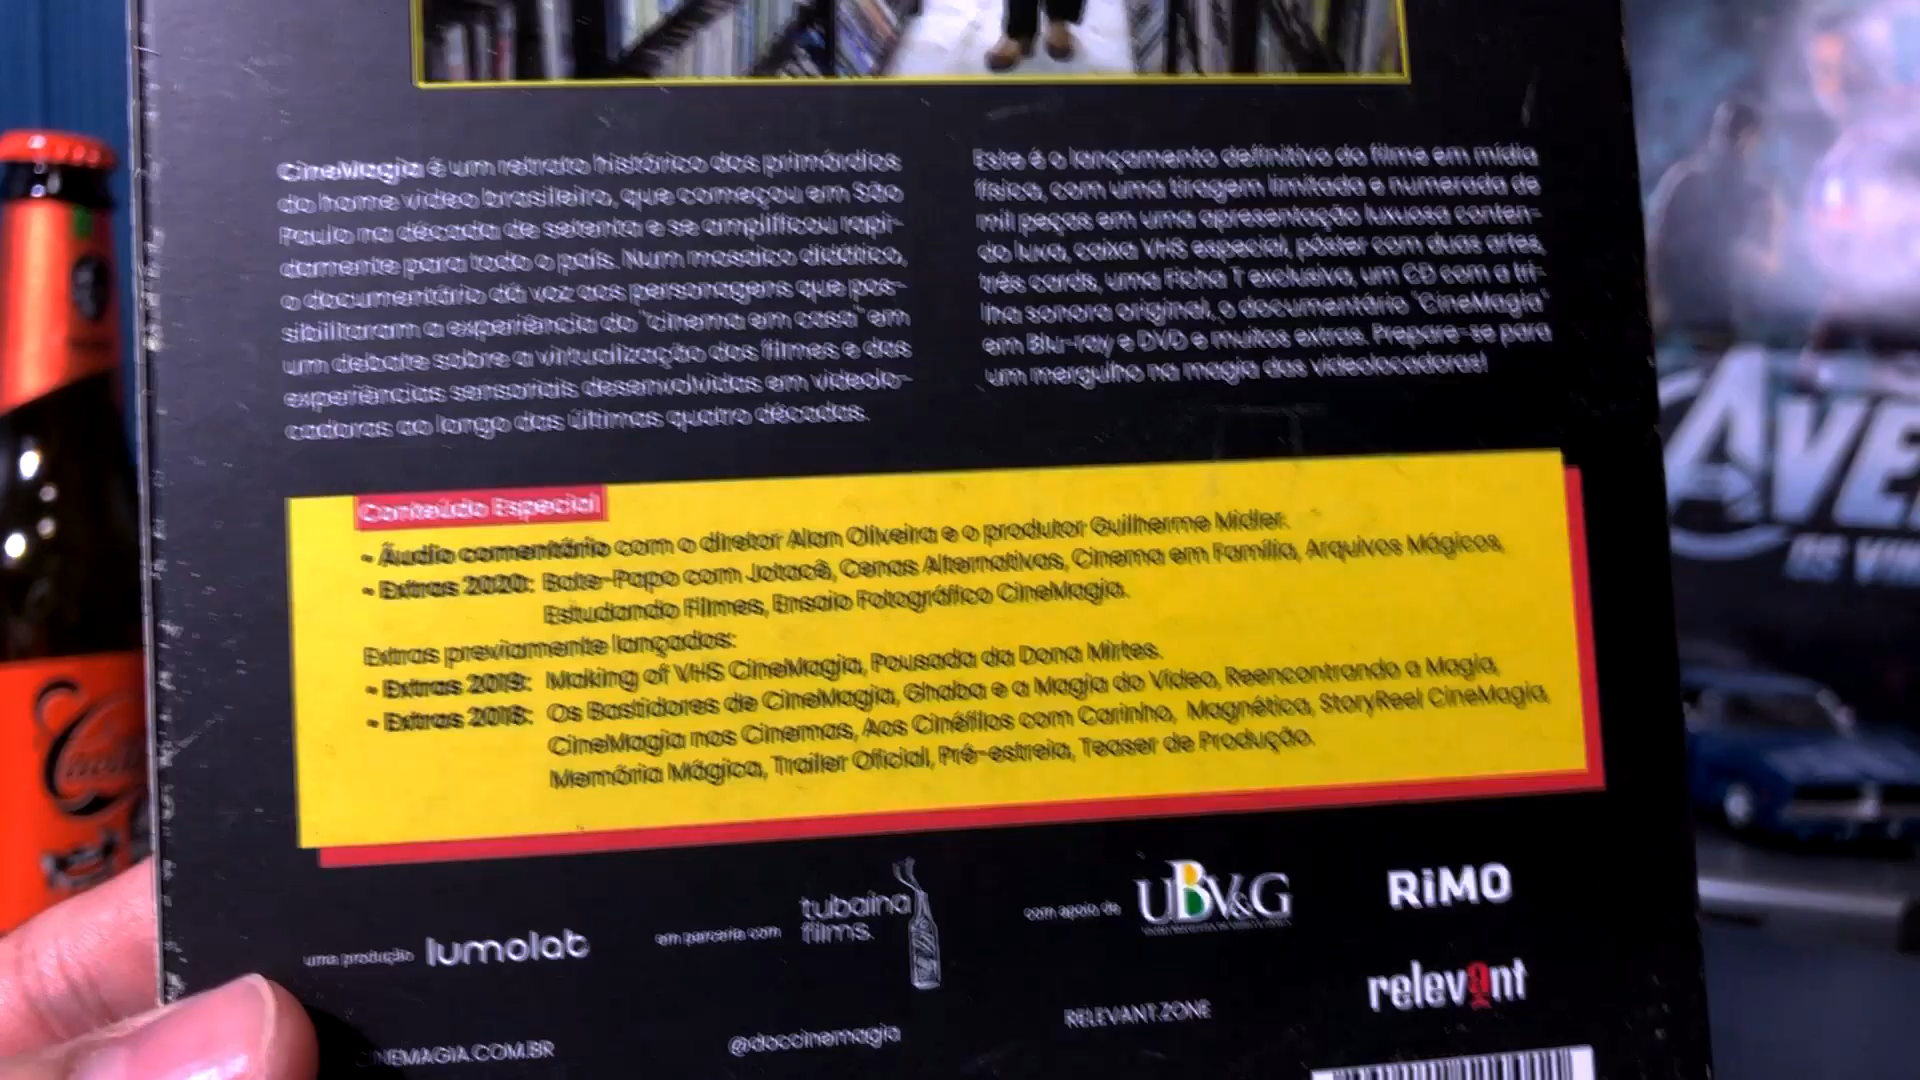 CineMagia é um retrato histórico dos primórdios
do home video brasileiro, que começou em São
Paulo na década de setenta e se amplificou rapi-
damente para todo o país. Num mosaico didático,
o documentário dá voz aos personagens que pos-
sibilitaram a experiência do "cinema em casa" em
um debate sobre a virtualização dos filmes e das
experiências sensoriais desenvolvidas em videolo-
cadoras ao longo das últimas quatro décadas.
Este é o lançamento definitivo do filme em mídia
física, com uma tiragem limitada e numerada de
mil peças em uma apresentação luxuosa conten-
do luva, caixa VHS especial, pôster com duas artes,
três cards, uma Ficha T exclusiva, um CD com a tri-
lha sonora original, o documentário "CineMagia"
em Blu-ray e DVD e muitos extras. Prepare-se para
um mergulho na magia das videolocadoras!
Conteúdo Especial
• Áudio comentário com o diretor Alan Oliveira e o produtor Guilherme Midler.
• Extras 2020: Bate-Papo com Jotacê, Cenas Alternativas, Cinema em Família, Arquivos Mágicos,
Estudando Filmes, Ensaio Fotográfico CineMagia.
Extras previamente lançados:
• Extras 2019: Making of VHS CineMagia, Pousada da Dona Mirtes.
• Extras 2018: Os Bastidores de CineMagia, Ghaba e a Magia do Vídeo, Reencontrando a Magia,
CineMagia nos Cinemas, Aos Cinéfilos com Carinho, Magnético, StoryReel CineMagia,
Memória Mágica, Trailer Oficial, Pré-estreia, Teaser de Produção.
uma produção lumolab
em parceria com tubaína
films.
com apoio de UBV&G
RiMO
relevant
CINEMAGIA.COM.BR
@doccinemagia
RELEVANT.ZONE
AVE
OS VIN